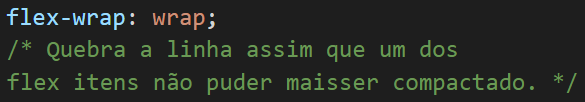 flex-wrap: wrap;
/* Quebra a linha assim que um dos
flex itens não puder maisser compactado. */